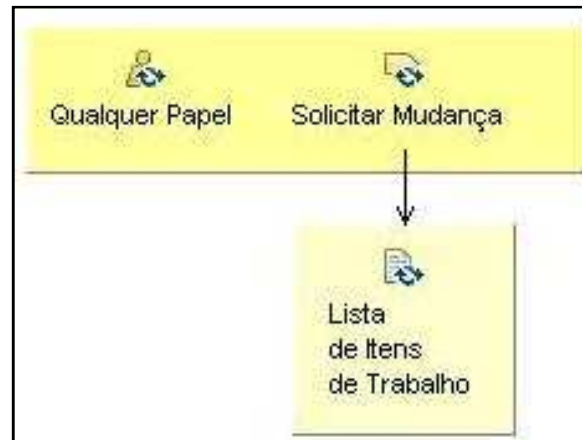 Qualquer Papel
Solicitar Mudança
Lista
de Itens
de Trabalho